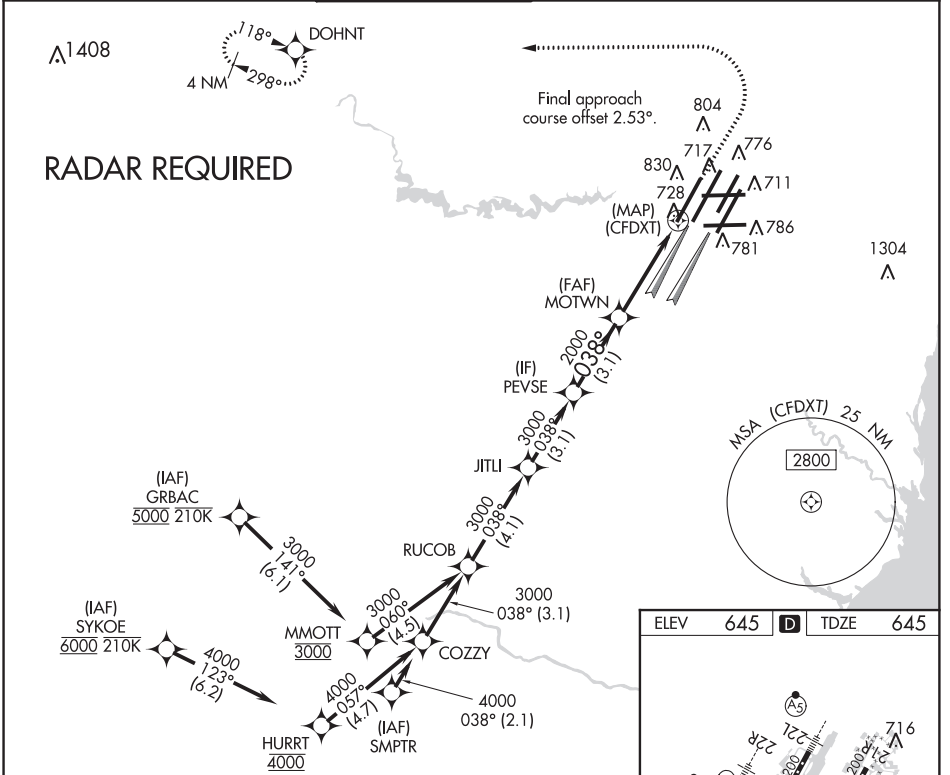 1408
118°
DOHNT
4 NM
298°
Final approach
course offset 2.53°.
804
RADAR REQUIRED
830
717
776
728
711
(MAP)
(CFDXT)
786
781
1304
(FAF)
MOTWN
2000
038°
(3.1)
(IF)
PEVSE
3000
038°
(3.1)
JITLI
MSA (CFDXT) 25 NM
2800
(IAF)
GRBAC
5000 210K
3000
141°
(6.1)
3000
038°
(4.1)
RUCOB
3000
060°
(4.5)
3000
038° (3.1)
(IAF)
SYKOE
6000 210K
4000
123°
(6.2)
MMOTT
3000
COZZY
4000
057°
(4.7)
4000
038° (2.1)
(IAF)
SMPTR
HURRT
4000
ELEV 645 D TDZE 645
A5
22R
22L
716
200
200
21